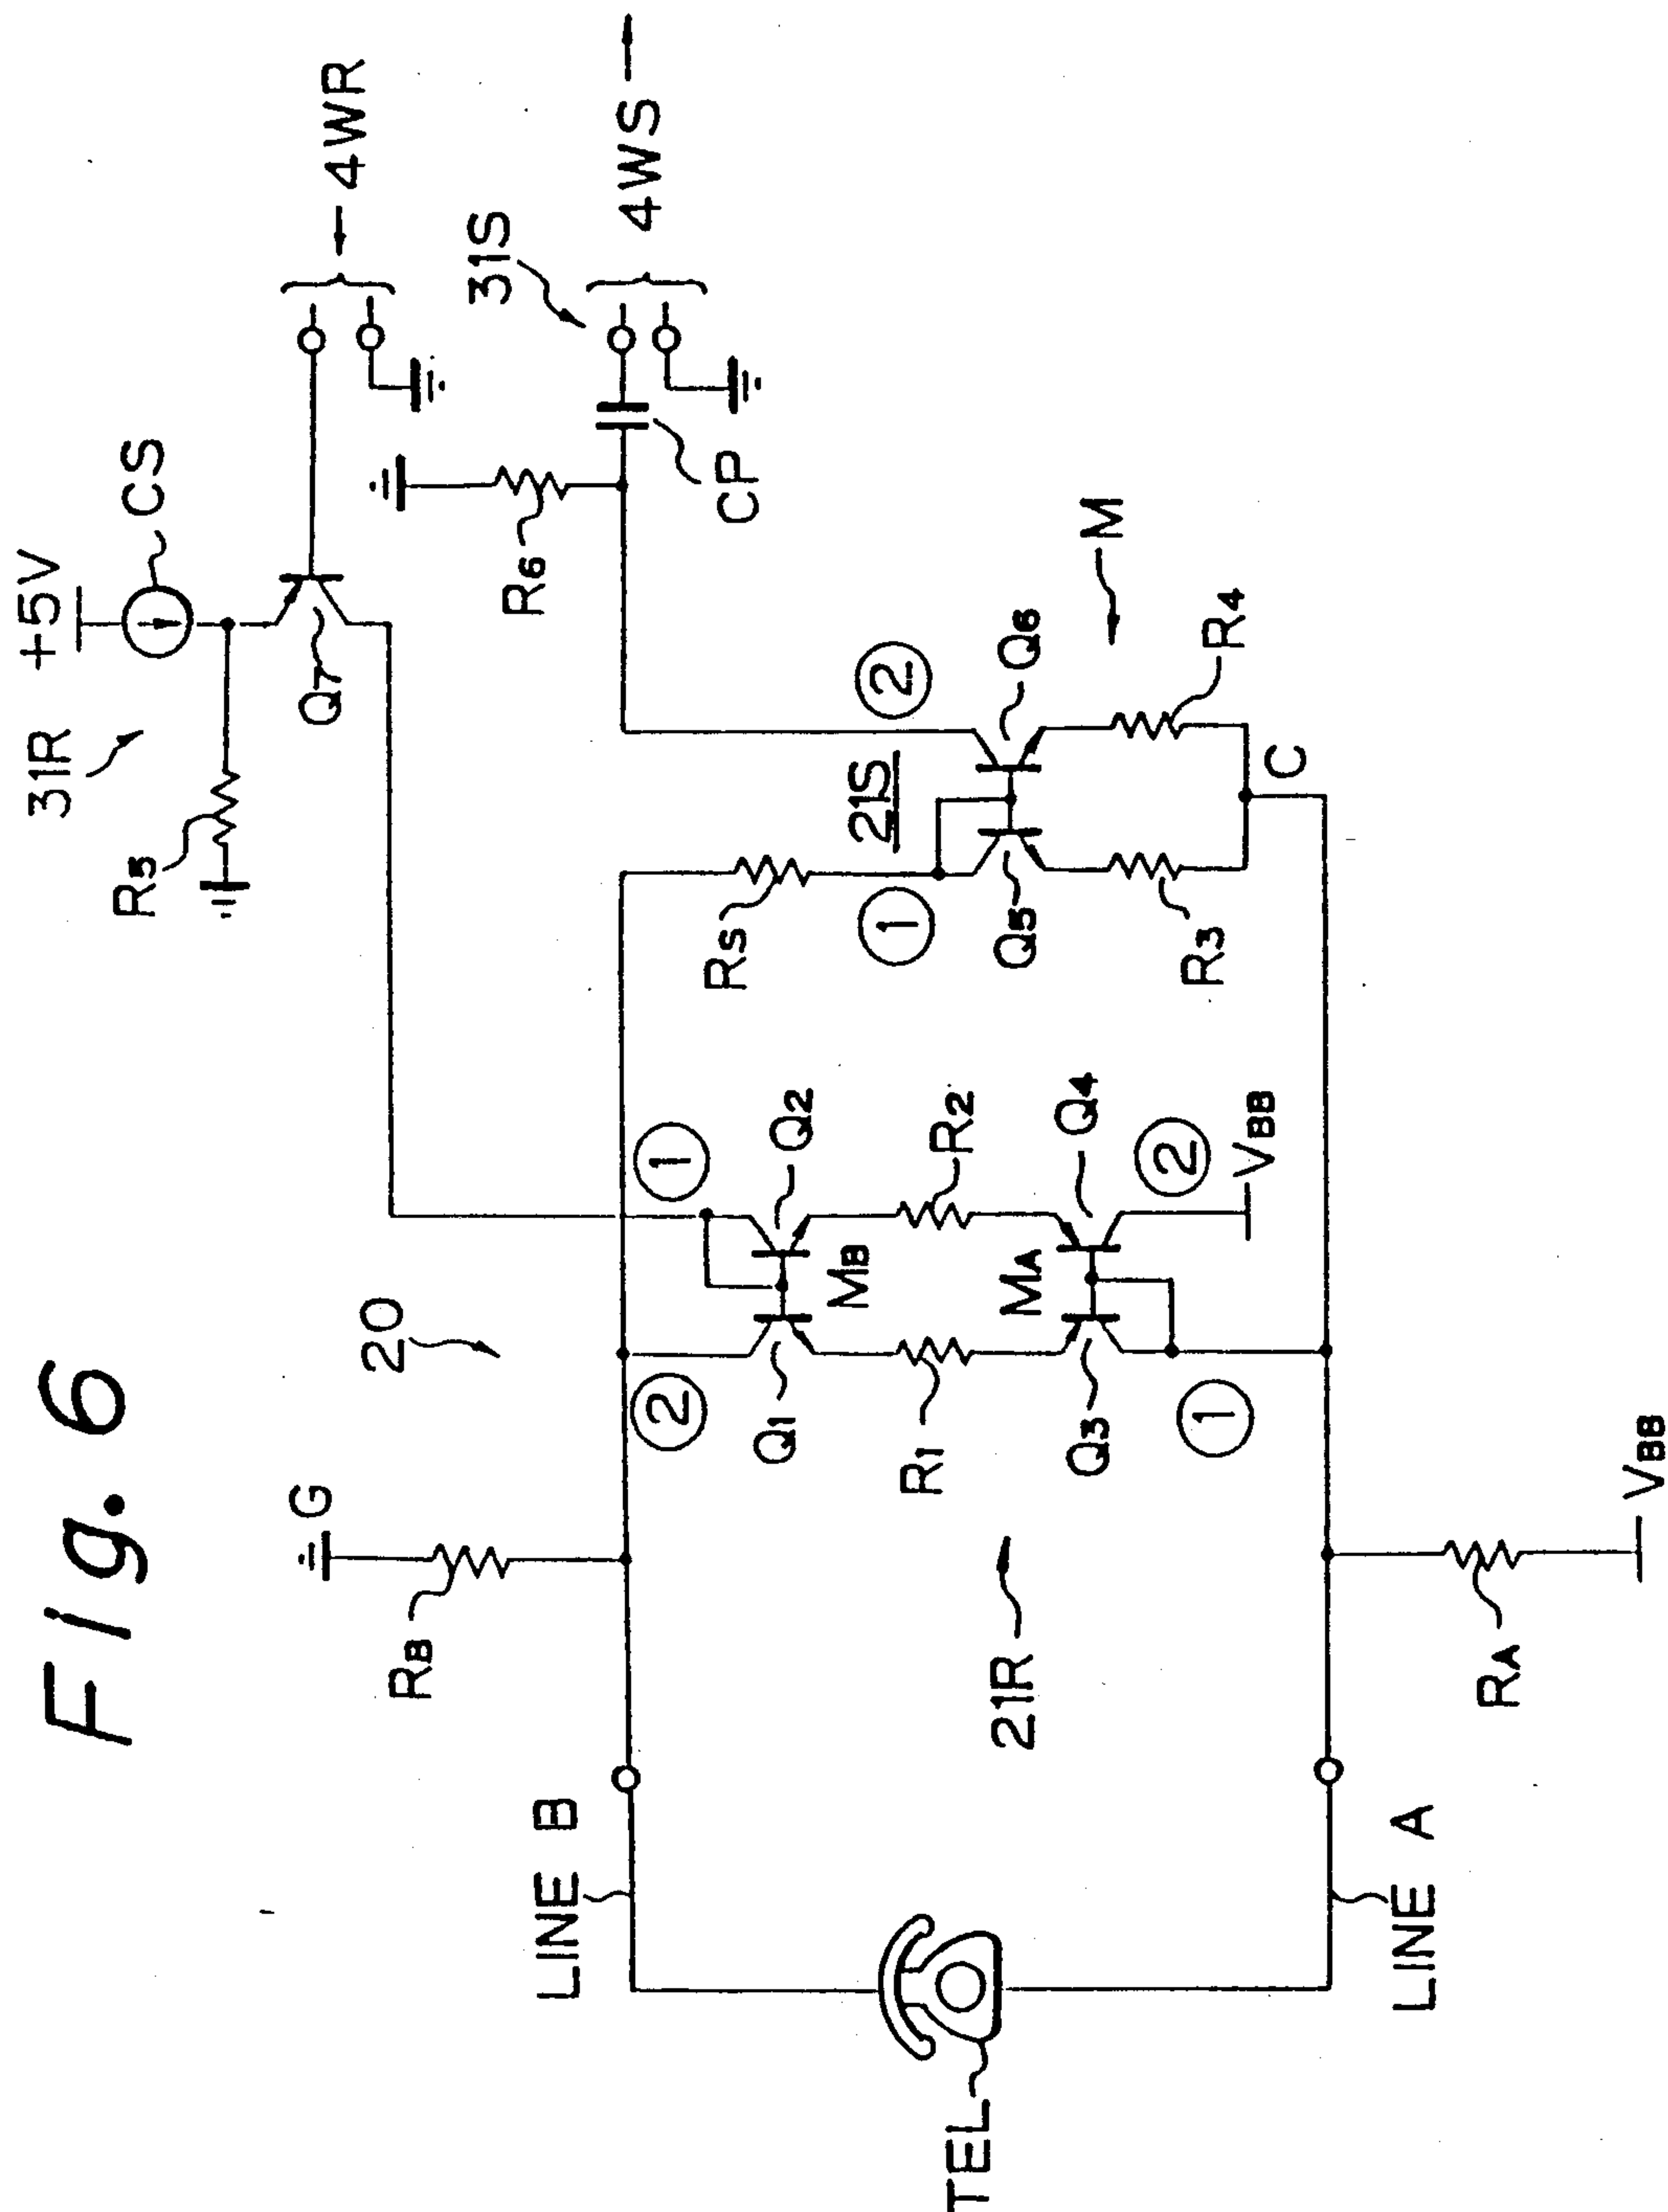 Fig. 6
+5V
CS
31R
R5
Q7
4WR
4WS
31S
R6
CP
20
G
RB
LINE B
TEL
LINE A
RA
VBB
21R
2
1
Q1
Q2
MB
R1
R2
MA
Q3
Q4
1
2
VBB
RS
1
21S
2
Q5
Q6
M
R3
R4
C